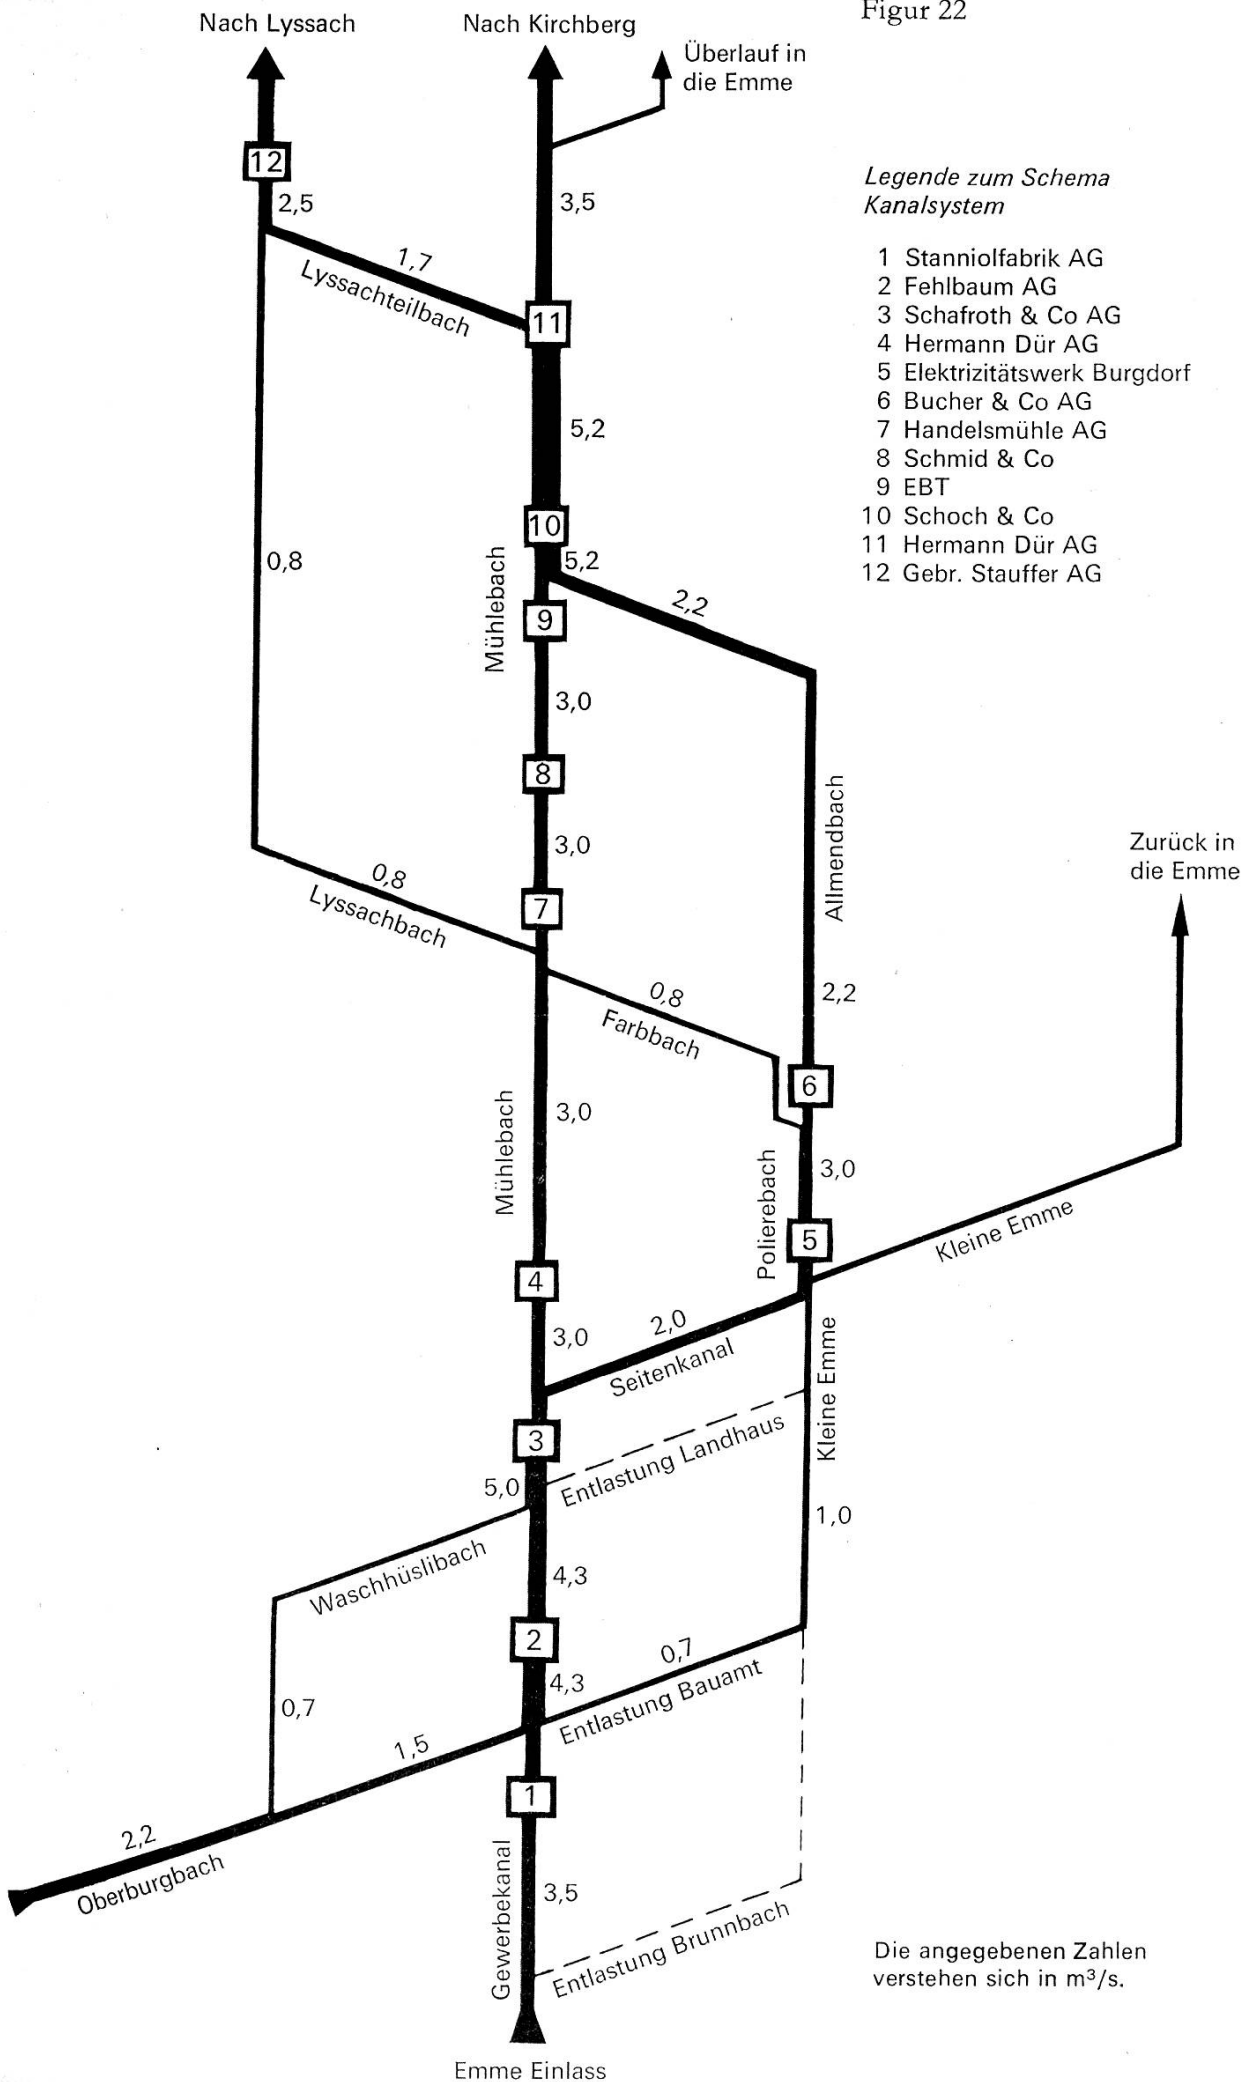 Figur 22
Nach Lyssach
Nach Kirchberg
Überlauf in
die Emme
12
2,5
3,5
1,7
Lyssachteilbach
11
Legende zum Schema
Kanalsystem
1 Stanniolfabrik AG
2 Fehlbaum AG
3 Schafroth & Co AG
4 Hermann Dür AG
5 Elektrizitätswerk Burgdorf
6 Bucher & Co AG
7 Handelsmühle AG
8 Schmid & Co
9 EBT
10 Schoch & Co
11 Hermann Dür AG
12 Gebr. Stauffer AG
5,2
10
5,2
0,8
Mühlebach
2,2
9
3,0
8
3,0
Allmendbach
Zurück in
die Emme
0,8
Lyssachbach
7
0,8
Farbbach
2,2
6
Mühlebach
3,0
Polierebach
3,0
5
Kleine Emme
4
3,0
2,0
Seitenkanal
Kleine Emme
3
5,0
Entlastung Landhaus
1,0
Waschhüslibach
4,3
2
0,7
4,3
Entlastung Bauamt
0,7
1,5
1
2,2
Oberburgbach
Gewerbekanal
3,5
Entlastung Brunnbach
Die angegebenen Zahlen
verstehen sich in m³/s.
Emme Einlass